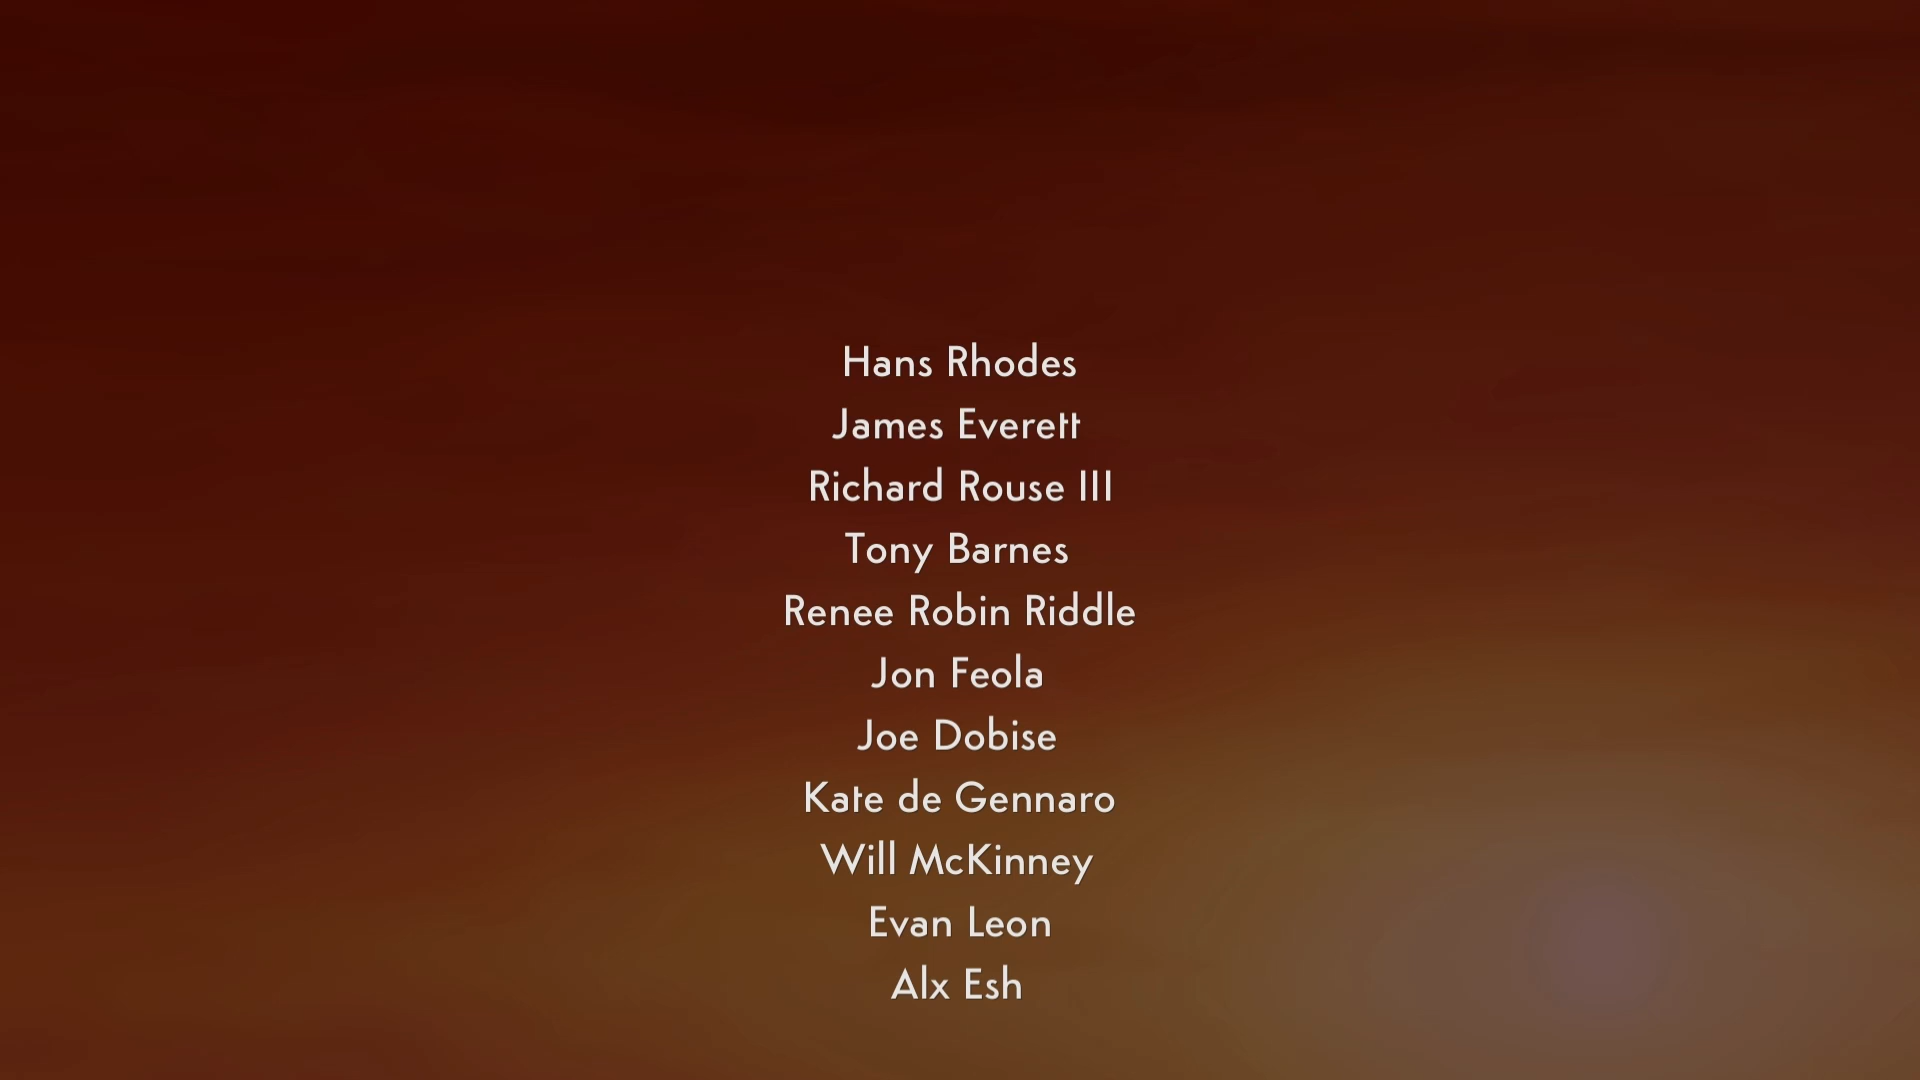 Hans Rhodes
James Everett
Richard Rouse III
Tony Barnes
Renee Robin Riddle
Jon Feola
Joe Dobise
Kate de Gennaro
Will McKinney
Evan Leon
Alx Esh